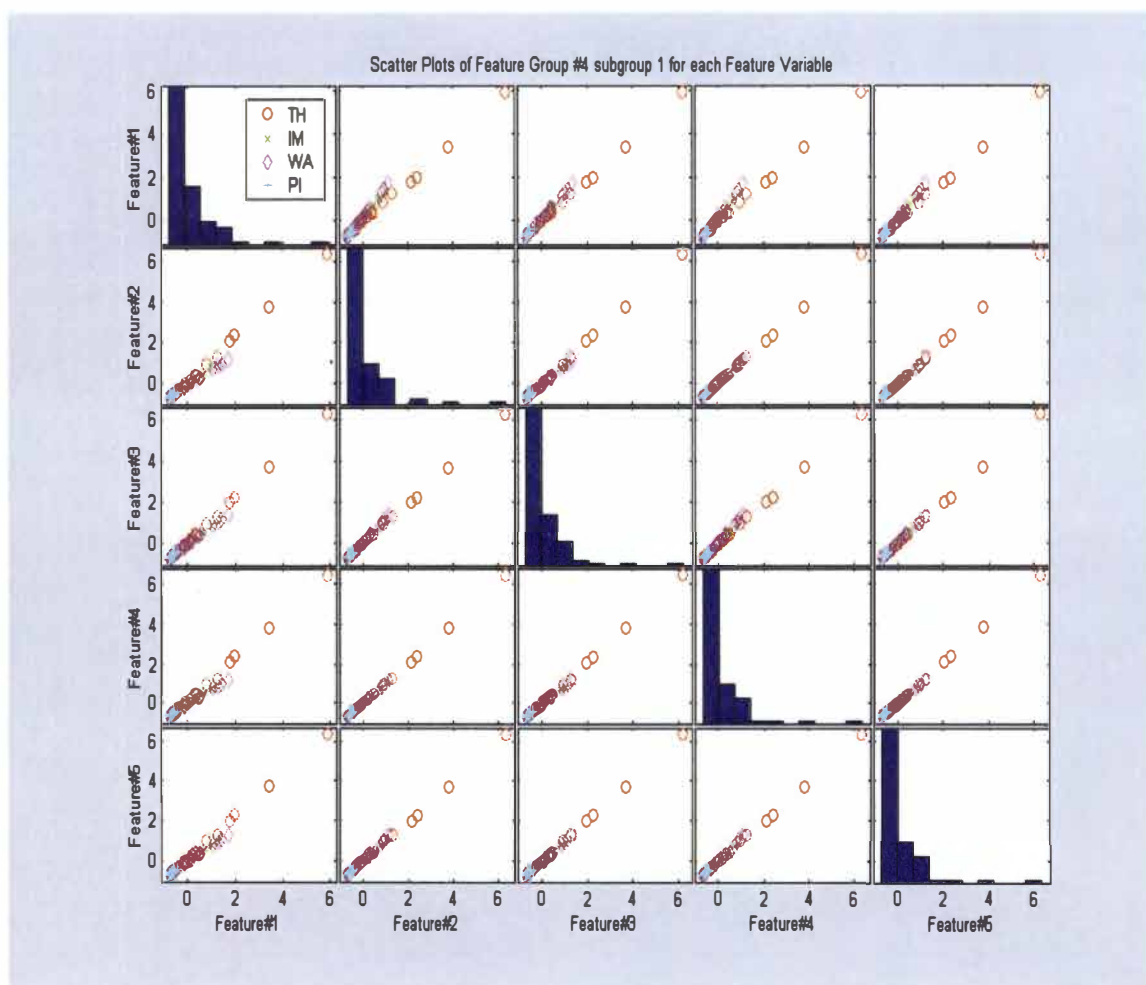 Scatter Plots of Feature Group #4 subgroup 1 for each Feature Variable
6
4
2
0
Feature#1
TH
IM
WA
PI
6
4
2
0
Feature#2
6
4
2
0
Feature#3
6
4
2
0
Feature#4
6
4
2
0
Feature#5
0 2 4 6 0 2 4 6 0 2 4 6 0 2 4 6 0 2 4 6
Feature#1 Feature#2 Feature#3 Feature#4 Feature#5